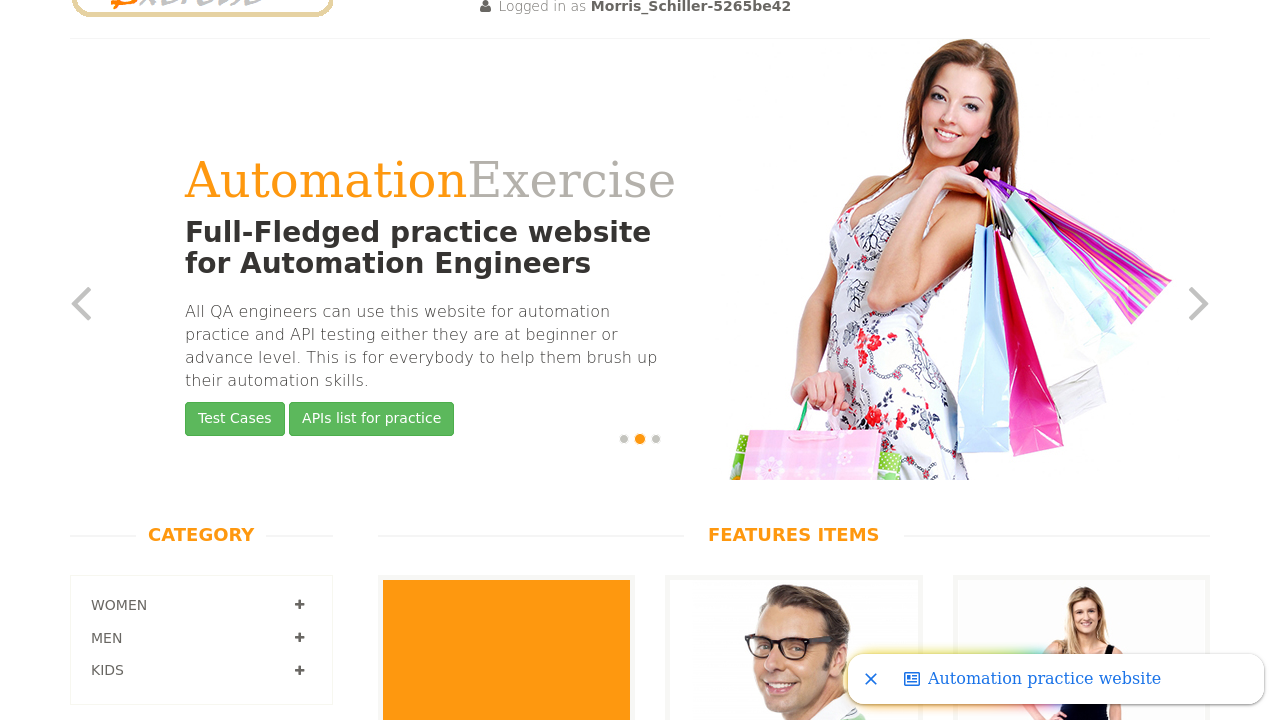 Logged in as Morris_Schiller-5265be42
AutomationExercise
Full-Fledged practice website
for Automation Engineers
All QA engineers can use this website for automation
practice and API testing either they are at beginner or
advance level. This is for everybody to help them brush up
their automation skills.
Test Cases
APIs list for practice
CATEGORY
WOMEN
MEN
KIDS
FEATURES ITEMS
Automation practice website